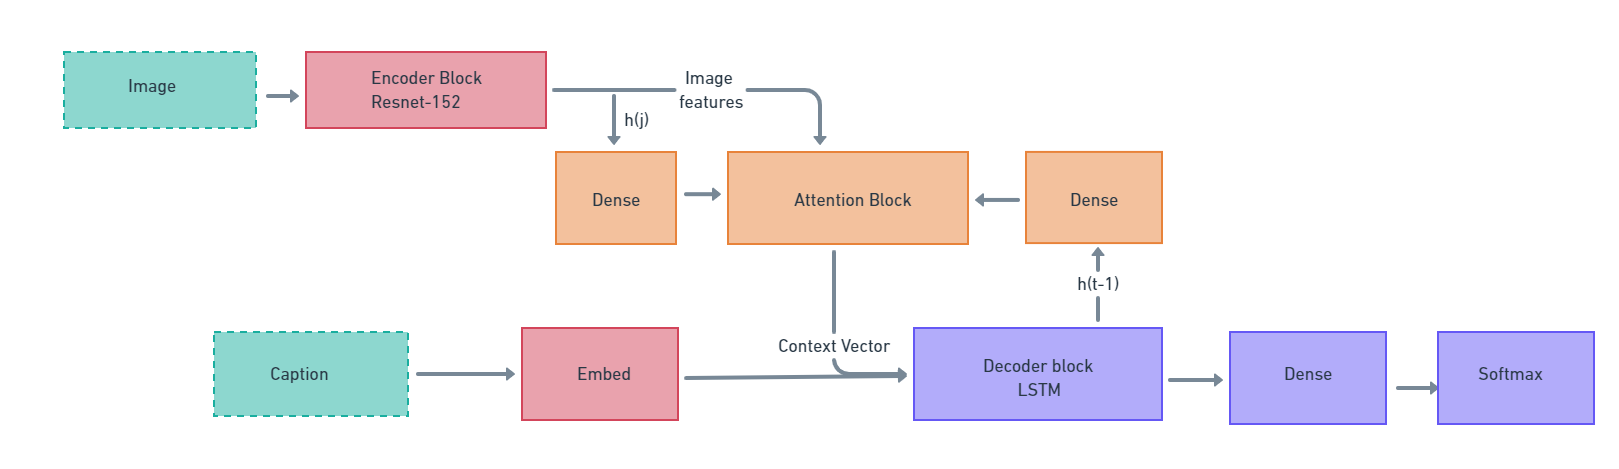 Image
Encoder Block
Resnet-152
Image
features
h(j)
Dense
Attention Block
Dense
h(t-1)
Context Vector
Caption
Embed
Decoder block
LSTM
Dense
Softmax